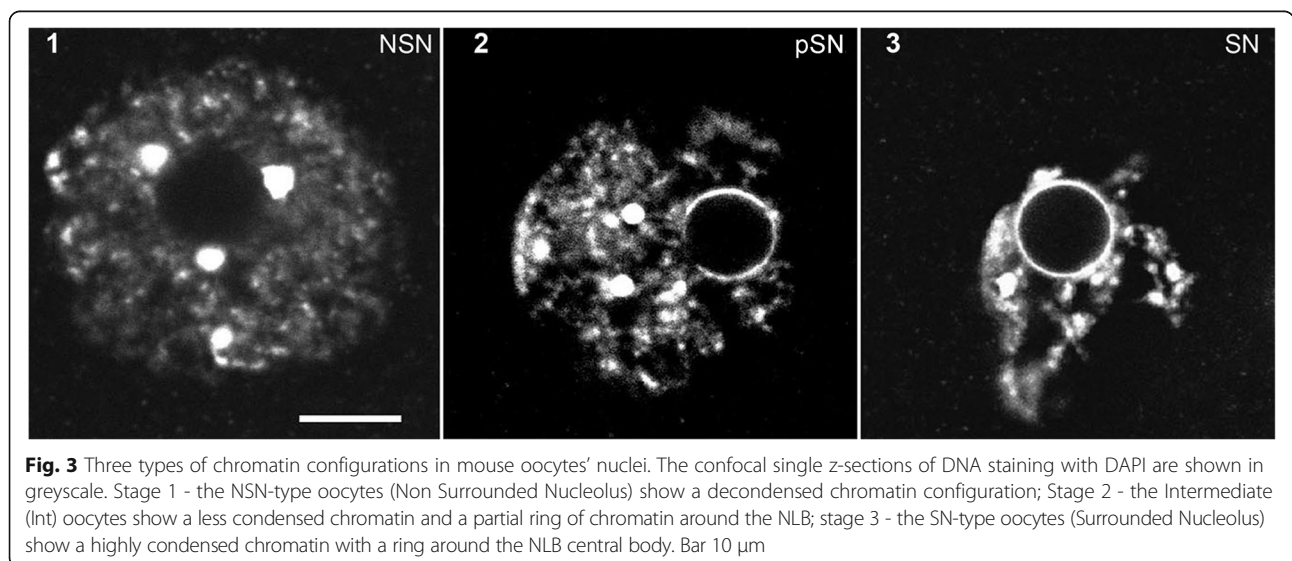 1 NSN
2 pSN
3 SN
Fig. 3 Three types of chromatin configurations in mouse oocytes’ nuclei. The confocal single z-sections of DNA staining with DAPI are shown in
greyscale. Stage 1 - the NSN-type oocytes (Non Surrounded Nucleolus) show a decondensed chromatin configuration; Stage 2 - the Intermediate
(Int) oocytes show a less condensed chromatin and a partial ring of chromatin around the NLB; stage 3 - the SN-type oocytes (Surrounded Nucleolus)
show a highly condensed chromatin with a ring around the NLB central body. Bar 10 μm